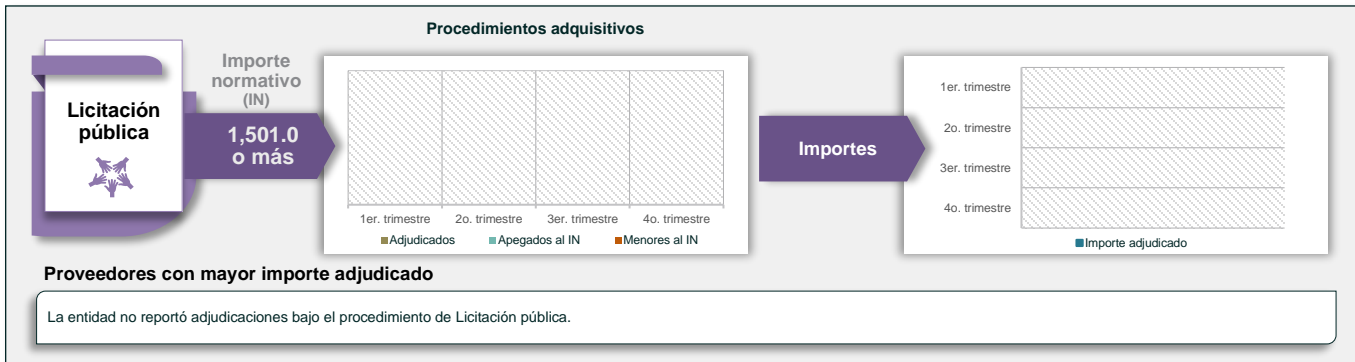 Procedimientos adquisitivos
Licitación
pública
Importe
normativo
(IN)
1,501.0
o más
1er. trimestre 2o. trimestre 3er. trimestre 4o. trimestre
Adjudicados Apegados al IN Menores al IN
Importes
1er. trimestre
2o. trimestre
3er. trimestre
4o. trimestre
Importe adjudicado
Proveedores con mayor importe adjudicado
La entidad no reportó adjudicaciones bajo el procedimiento de Licitación pública.